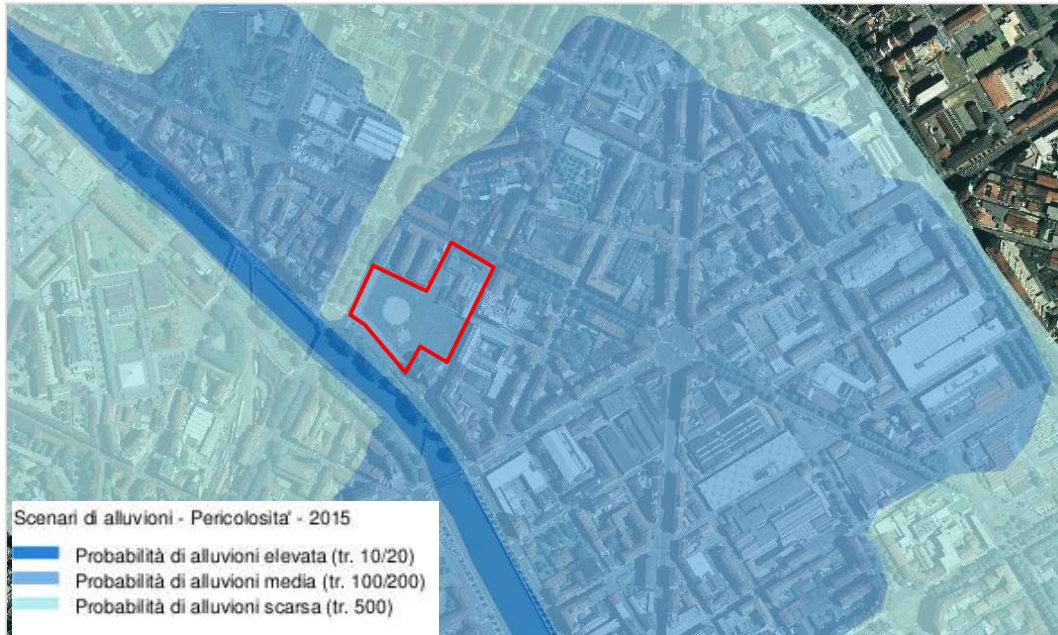 Scenari di alluvioni - Pericolosita' - 2015
Probabilità di alluvioni elevata (tr. 10/20)
Probabilità di alluvioni media (tr. 100/200)
Probabilità di alluvioni scarsa (tr. 500)